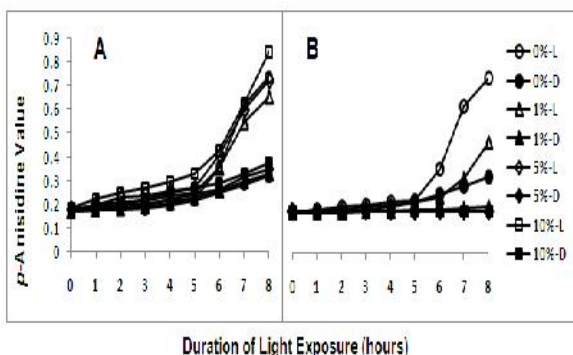 A
B
p-Anisidine Value
0.9
0.8
0.7
0.6
0.5
0.4
0.3
0.2
0.1
0
0 1 2 3 4 5 6 7 8
0 1 2 3 4 5 6 7 8
0%-L
0%-D
1%-L
1%-D
5%-L
5%-D
10%-L
10%-D
Duration of Light Exposure (hours)